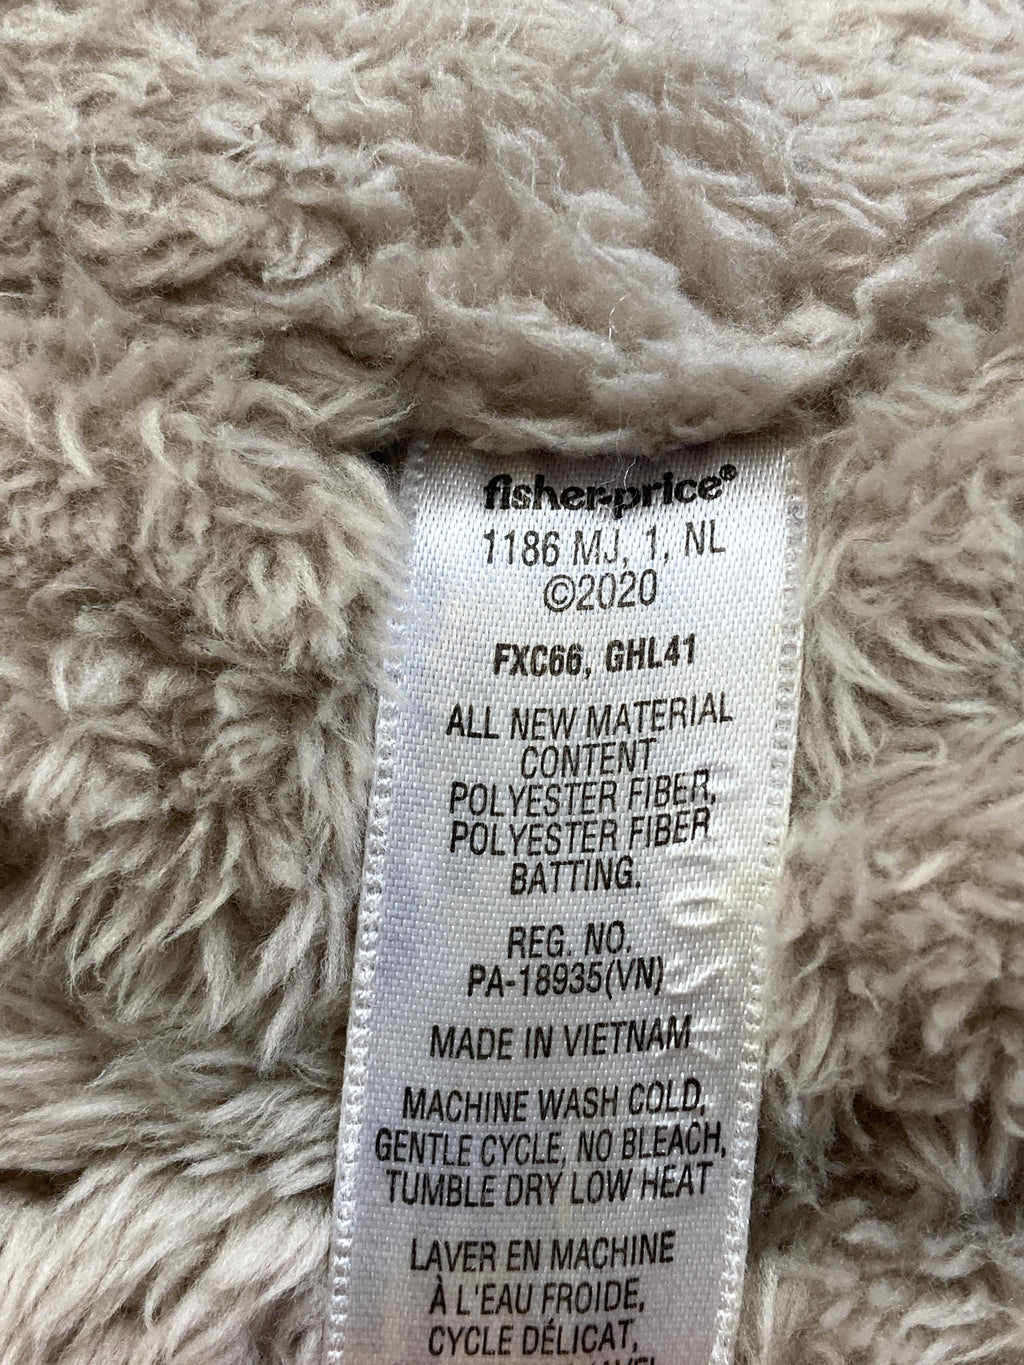 fisher-price®
1186 MJ, 1, NL
©2020
FXC66, GHL41
ALL NEW MATERIAL
CONTENT
POLYESTER FIBER,
POLYESTER FIBER
BATTING.
REG. NO.
PA-18935(VN)
MADE IN VIETNAM
MACHINE WASH COLD,
GENTLE CYCLE, NO BLEACH,
TUMBLE DRY LOW HEAT
LAVER EN MACHINE
À L'EAU FROIDE,
CYCLE DÉLICAT,